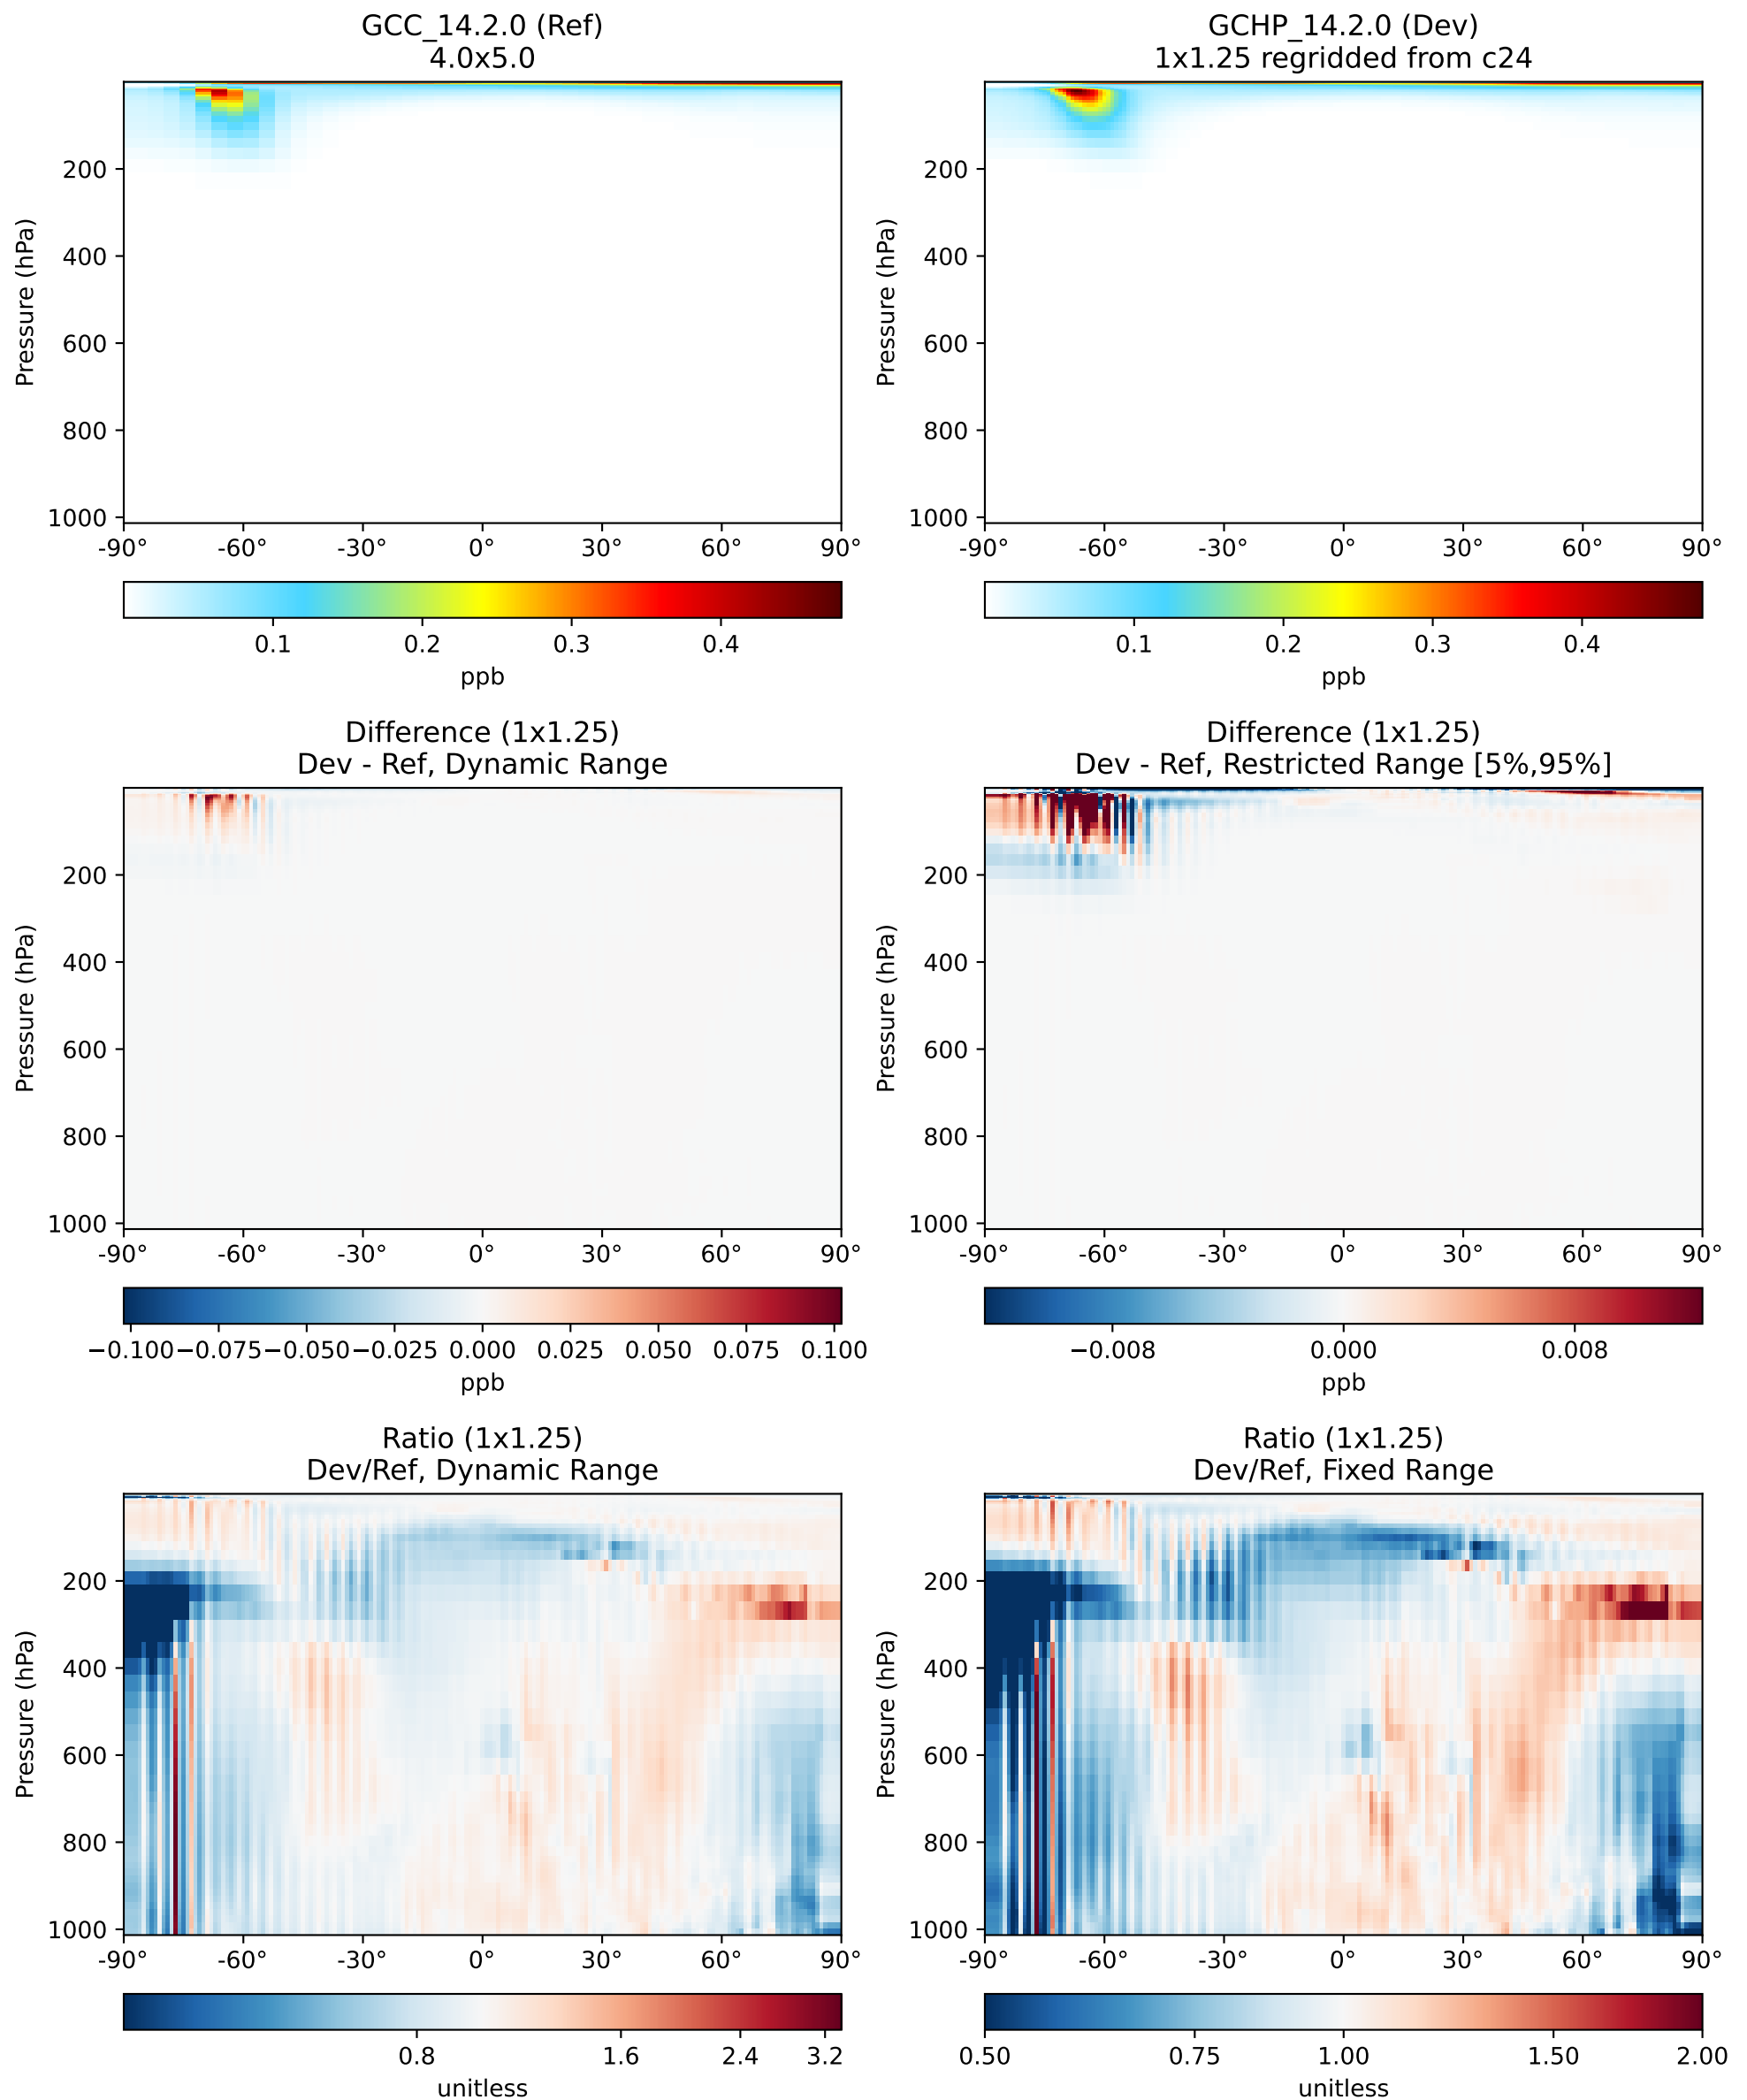 GCC_14.2.0 (Ref)
4.0x5.0
Pressure (hPa)
200
400
600
800
1000
-90° -60° -30° 0° 30° 60° 90°
0.1 0.2 0.3 0.4
ppb
GCHP_14.2.0 (Dev)
1x1.25 regridded from c24
Pressure (hPa)
200
400
600
800
1000
-90° -60° -30° 0° 30° 60° 90°
0.1 0.2 0.3 0.4
ppb
Difference (1x1.25)
Dev - Ref, Dynamic Range
Pressure (hPa)
200
400
600
800
1000
-90° -60° -30° 0° 30° 60° 90°
−0.100 −0.075 −0.050 −0.025 0.000 0.025 0.050 0.075 0.100
ppb
Difference (1x1.25)
Dev - Ref, Restricted Range [5%,95%]
Pressure (hPa)
200
400
600
800
1000
-90° -60° -30° 0° 30° 60° 90°
−0.008 0.000 0.008
ppb
Ratio (1x1.25)
Dev/Ref, Dynamic Range
Pressure (hPa)
200
400
600
800
1000
-90° -60° -30° 0° 30° 60° 90°
0.8 1.6 2.4 3.2
unitless
Ratio (1x1.25)
Dev/Ref, Fixed Range
Pressure (hPa)
200
400
600
800
1000
-90° -60° -30° 0° 30° 60° 90°
0.50 0.75 1.00 1.50 2.00
unitless